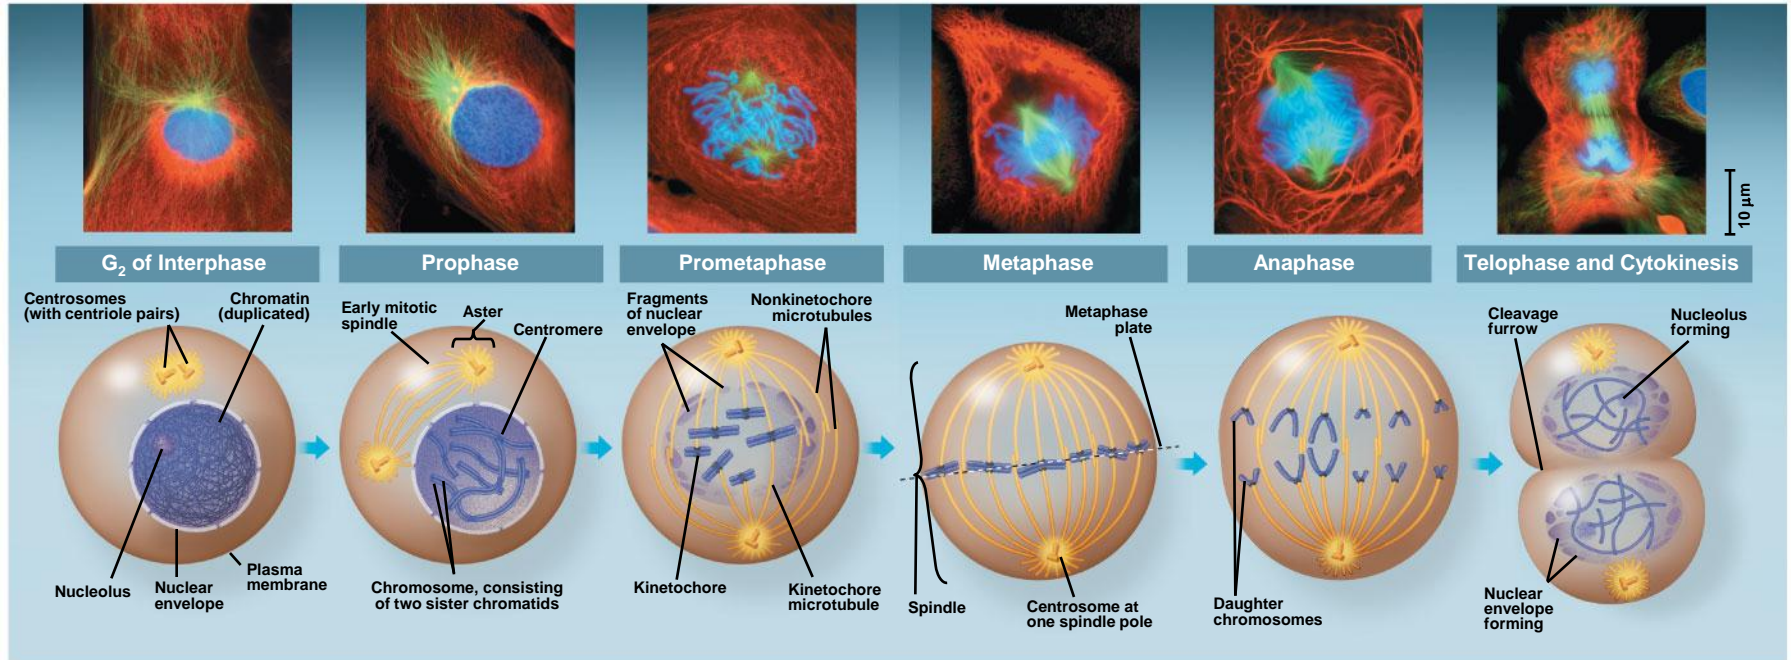 10 µm
G₂ of Interphase
Prophase
Prometaphase
Metaphase
Anaphase
Telophase and Cytokinesis
Centrosomes
(with centriole pairs)
Chromatin
(duplicated)
Nucleolus
Nuclear
envelope
Plasma
membrane
Early mitotic
spindle
Aster
Centromere
Chromosome, consisting
of two sister chromatids
Fragments
of nuclear
envelope
Nonkinetochore
microtubules
Kinetochore
Kinetochore
microtubule
Metaphase
plate
Spindle
Centrosome at
one spindle pole
Daughter
chromosomes
Cleavage
furrow
Nucleolus
forming
Nuclear
envelope
forming